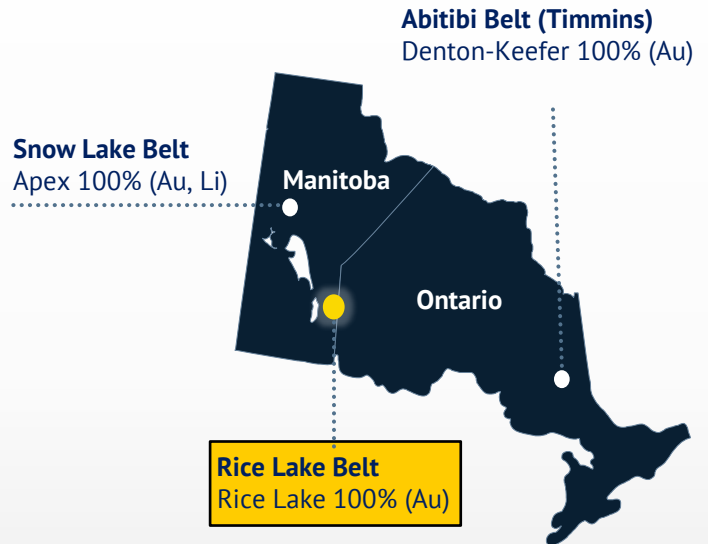 Abitibi Belt (Timmins)
Denton-Keefer 100% (Au)
Snow Lake Belt
Apex 100% (Au, Li)
Manitoba
Ontario
Rice Lake Belt
Rice Lake 100% (Au)